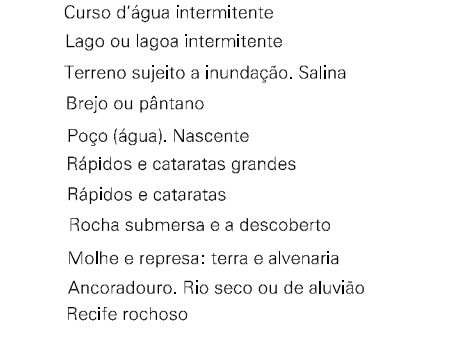 Curso d'água intermitente
Lago ou lagoa intermitente
Terreno sujeito a inundação. Salina
Brejo ou pântano
Poço (água). Nascente
Rápidos e cataratas grandes
Rápidos e cataratas
Rocha submersa e a descoberto
Molhe e represa: terra e alvenaria
Ancoradouro. Rio seco ou de aluvião
Recife rochoso